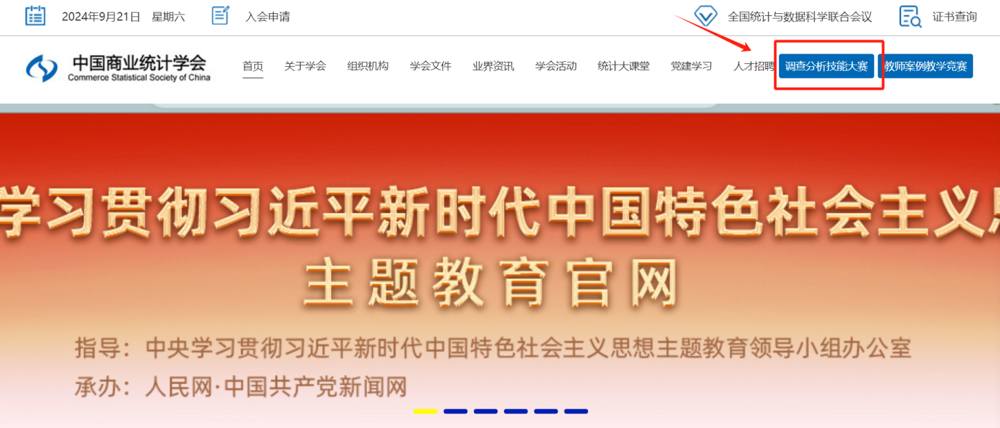 2024年9月21日 星期六 入会申请 全国统计与数据科学联合会议 证书查询
中国商业统计学会
Commerce Statistical Society of China
首页 关于学会 组织机构 学会文件 业界资讯 学会活动 统计大课堂 党建学习 人才招聘 调查分析技能大赛 教师案例教学竞赛
学习贯彻习近平新时代中国特色社会主义
主题教育官网
指导：中央学习贯彻习近平新时代中国特色社会主义思想主题教育领导小组办公室
承办：人民网·中国共产党新闻网